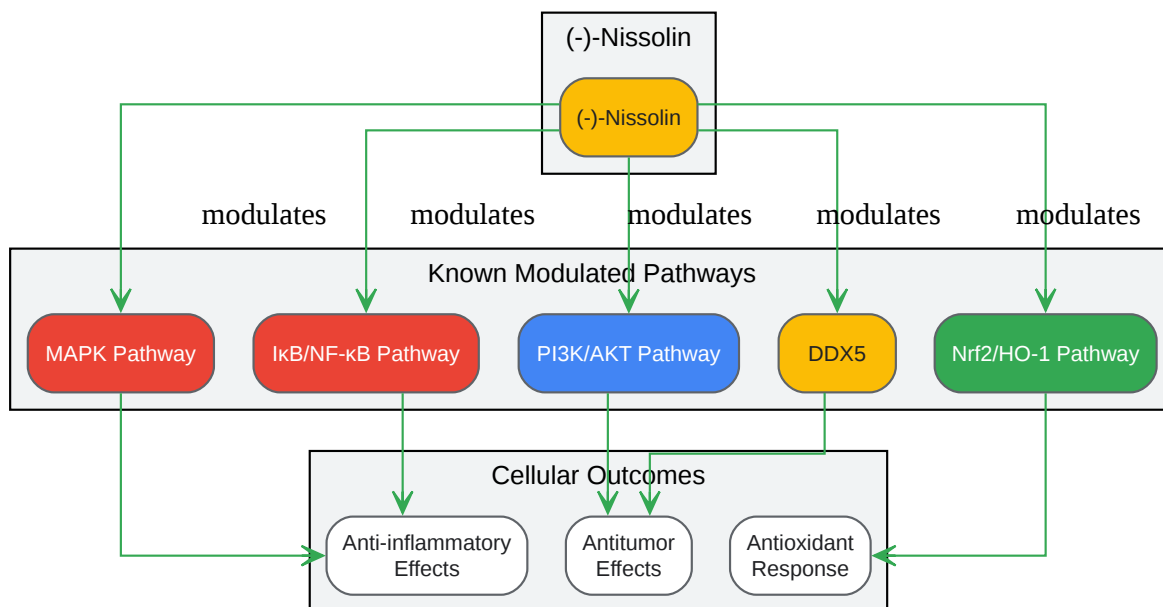 (-)-Nissolin
(-)-Nissolin
modulates modulates modulates modulates modulates
Known Modulated Pathways
MAPK Pathway IκB/NF-κB Pathway PI3K/AKT Pathway DDX5 Nrf2/HO-1 Pathway
Cellular Outcomes
Anti-inflammatory
Effects
Antitumor
Effects
Antioxidant
Response